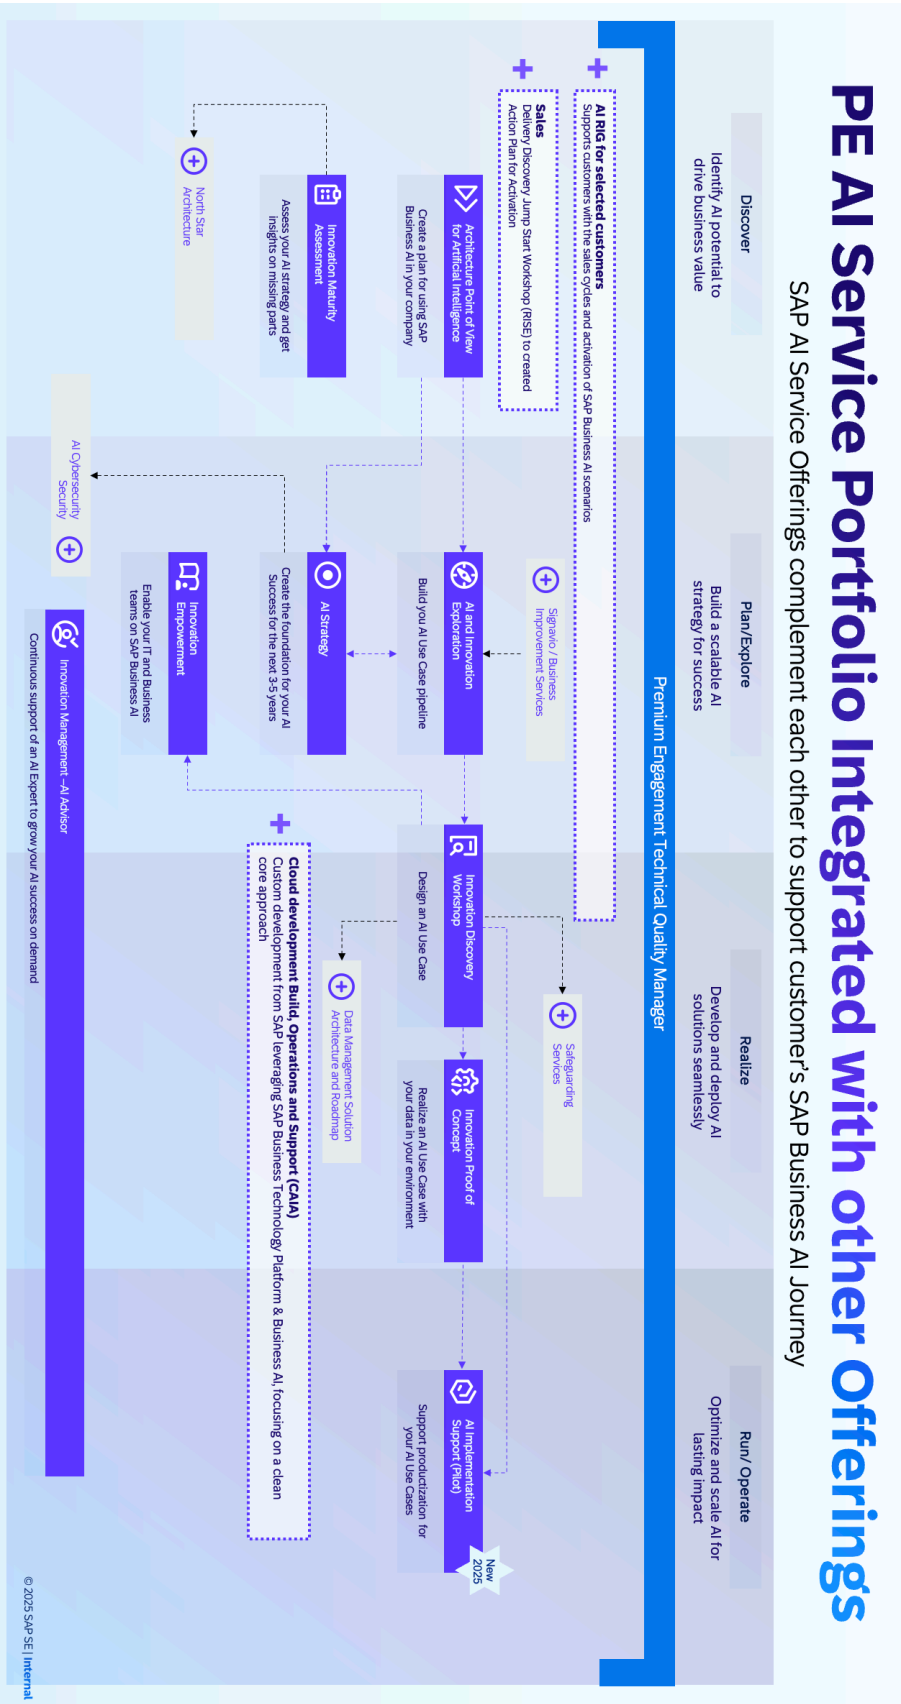 PE AI Service Portfolio Integrated with other Offerings
SAP AI Service Offerings complement each other to support customer's SAP Business AI Journey
Discover
Identify AI potential to
drive business value
Plan/Explore
Build a scalable AI
strategy for success
Realize
Develop and deploy AI
solutions seamlessly
Run/ Operate
Optimize and scale AI for
lasting impact
Premium Engagement Technical Quality Manager
AI RIG for selected customers
Supports customers with the sales cycles and activation of SAP Business AI scenarios
Sales
Delivery Discovery Jump Start Workshop (RISE) to created
Action Plan for Activation
Signavio / Business
Improvement Services
Safeguarding
Services
Architecture Point of View
for Artificial Intelligence
Create a plan for using SAP
Business AI in your company
AI and Innovation
Exploration
Build you AI Use Case pipeline
Innovation Discovery
Workshop
Design an AI Use Case
Innovation Proof of
Concept
Realize an AI Use Case with
your data in your environment
AI Implementation
Support (Pilot)
Support productization for
your AI Use Cases
New
2025
Innovation Maturity
Assessment
Assess your AI strategy and get
insights on missing parts
AI Strategy
Create the foundation for your AI
Success for the next 3-5 years
Data Management Solution
Architecture and Roadmap
Cloud development Build, Operations and Support (CAIA)
Custom development from SAP leveraging SAP Business Technology Platform & Business AI, focusing on a clean
core approach
North Star
Architecture
Innovation
Empowerment
Enable your IT and Business
teams on SAP Business AI
AI Cybersecurity
Security
Innovation Management –AI Advisor
Continuous support of an AI Expert to grow your AI success on demand
© 2025 SAP SE | Internal